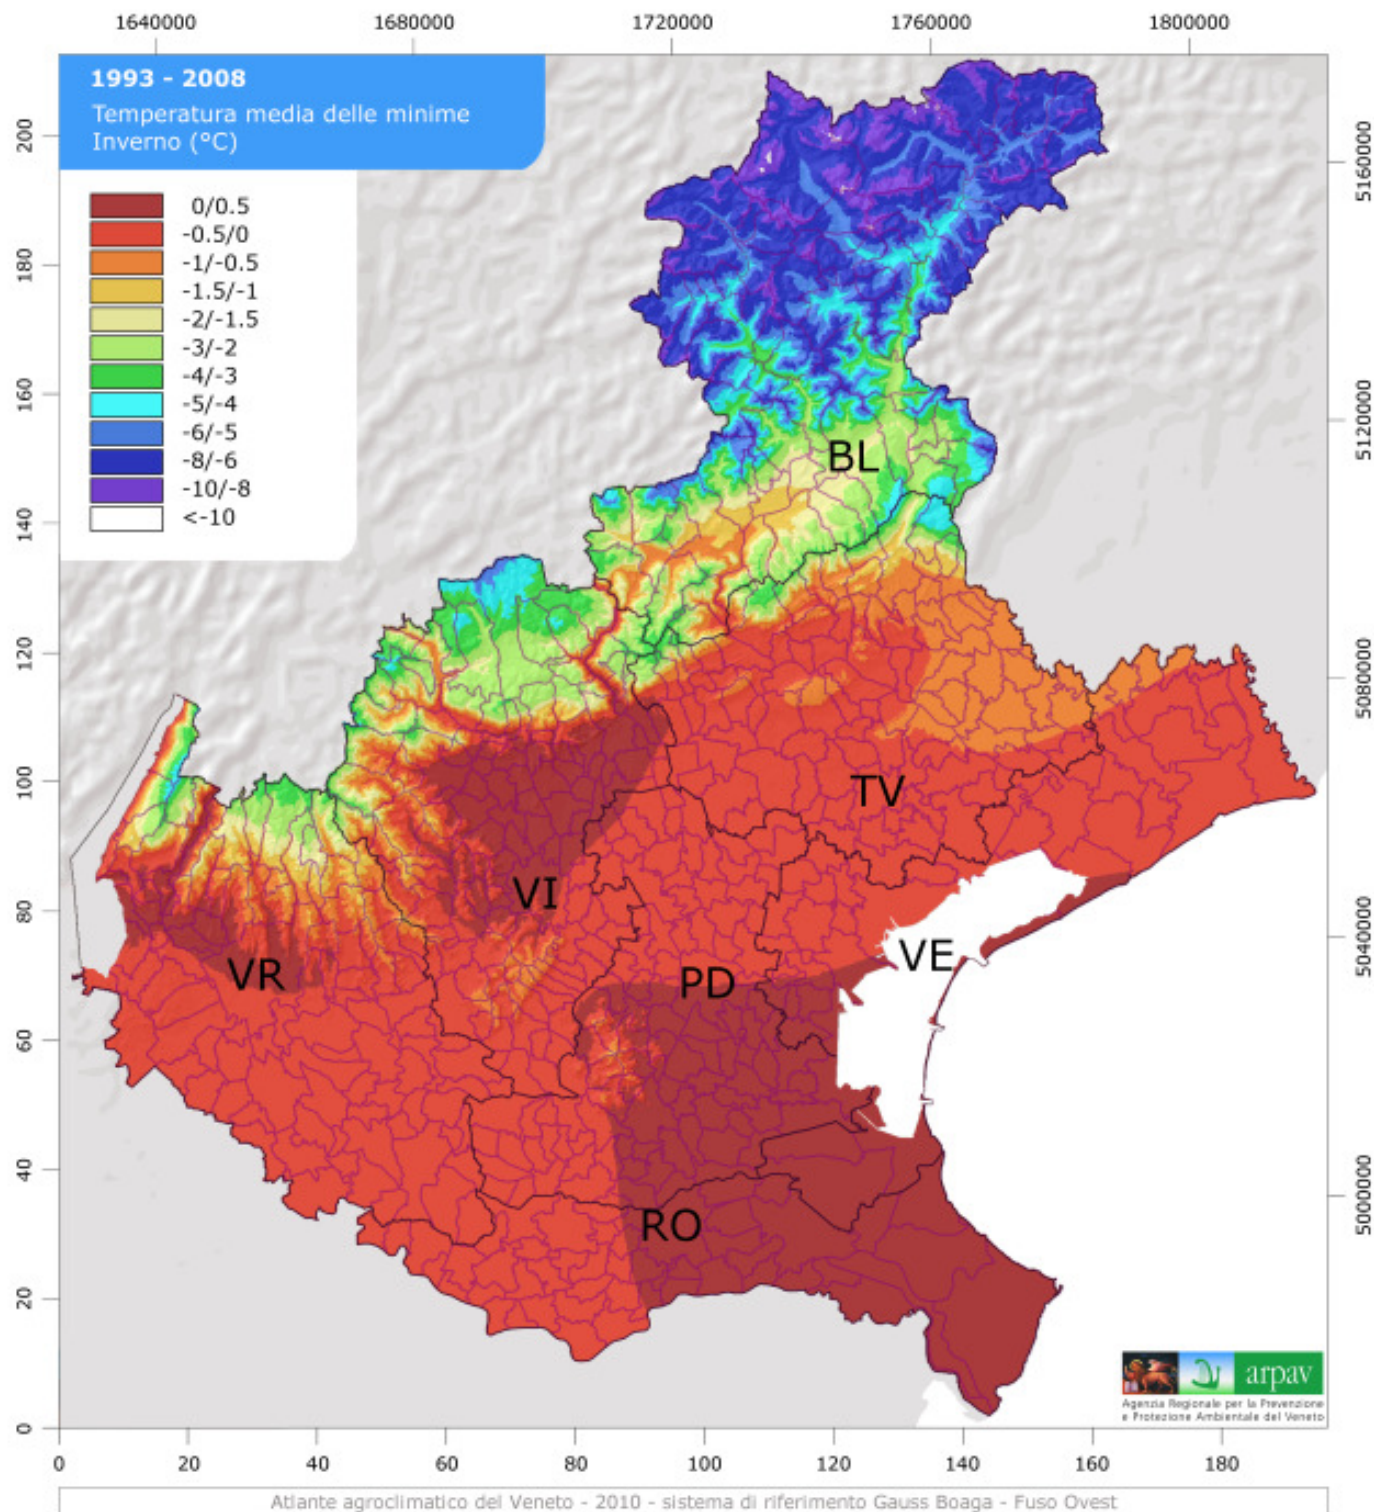 1640000 1680000 1720000 1760000 1800000
1993 - 2008
Temperatura media delle minime
Inverno (°C)
0/0.5
-0.5/0
-1/-0.5
-1.5/-1
-2/-1.5
-3/-2
-4/-3
-5/-4
-6/-5
-8/-6
-10/-8
<-10
200
180
160
140
120
100
80
60
40
20
0
5160000
5120000
5080000
5040000
5000000
BL
TV
VI
VE
VR
PD
RO
arpav
Agenzia Regionale per la Prevenzione
e Protezione Ambientale del Veneto
0 20 40 60 80 100 120 140 160 180
Atlante agroclimatico del Veneto - 2010 - sistema di riferimento Gauss Boaga - Fuso Ovest